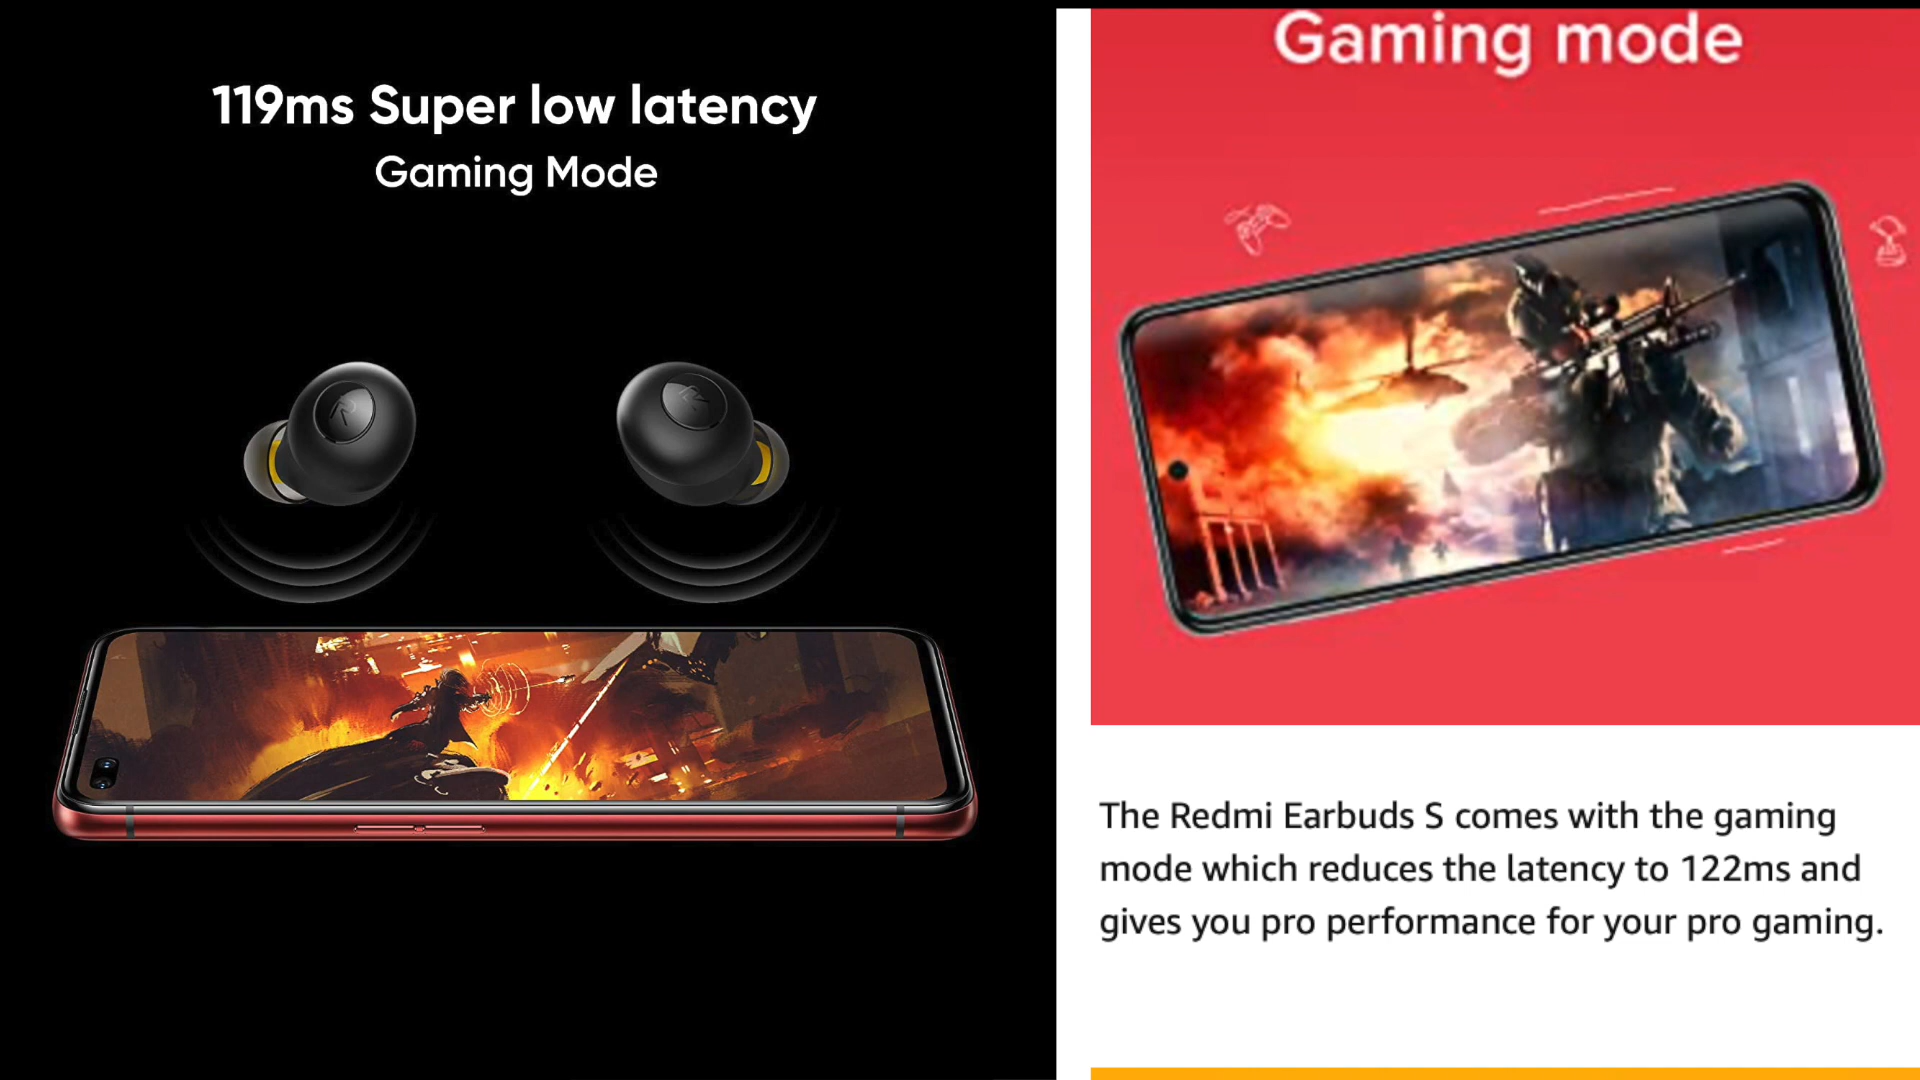 119ms Super low latency
Gaming Mode
Gaming mode
The Redmi Earbuds S comes with the gaming
mode which reduces the latency to 122ms and
gives you pro performance for your pro gaming.